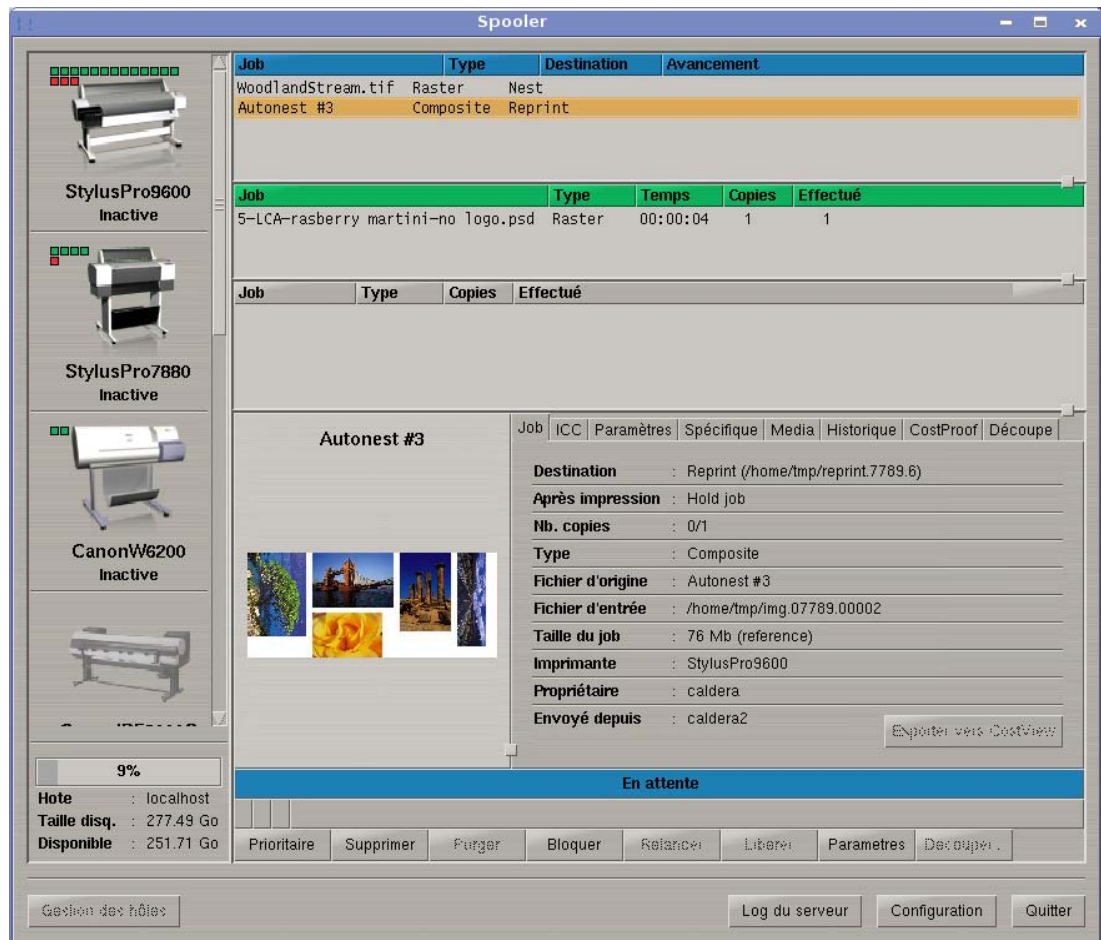 Spooler
StylusPro9600
Inactive
StylusPro7880
Inactive
CanonW6200
Inactive
9%
Hote : localhost
Taille disq. : 277.49 Go
Disponible : 251.71 Go
Job Type Destination Avancement
WoodlandStream.tif Raster Nest
Autonest #3 Composite Reprint
Job Type Temps Copies Effectué
5-LCA-rasberry martini-no logo.psd Raster 00:00:04 1 1
Job Type Copies Effectué
Autonest #3
Job ICC Paramètres Spécifique Media Historique CostProof Découpe
Destination : Reprint (/home/tmp/reprint.7789.6)
Après impression : Hold job
Nb. copies : 0/1
Type : Composite
Fichier d'origine : Autonest #3
Fichier d'entrée : /home/tmp/img.07789.00002
Taille du job : 76 Mb (reference)
Imprimante : StylusPro9600
Propriétaire : caldera
Envoyé depuis : caldera2
Exporter vers CostView
En attente
Prioritaire Supprimer Purger Bloquer Relancer Liberer Parametres Decouper.
Gestion des hôtes Log du serveur Configuration Quitter